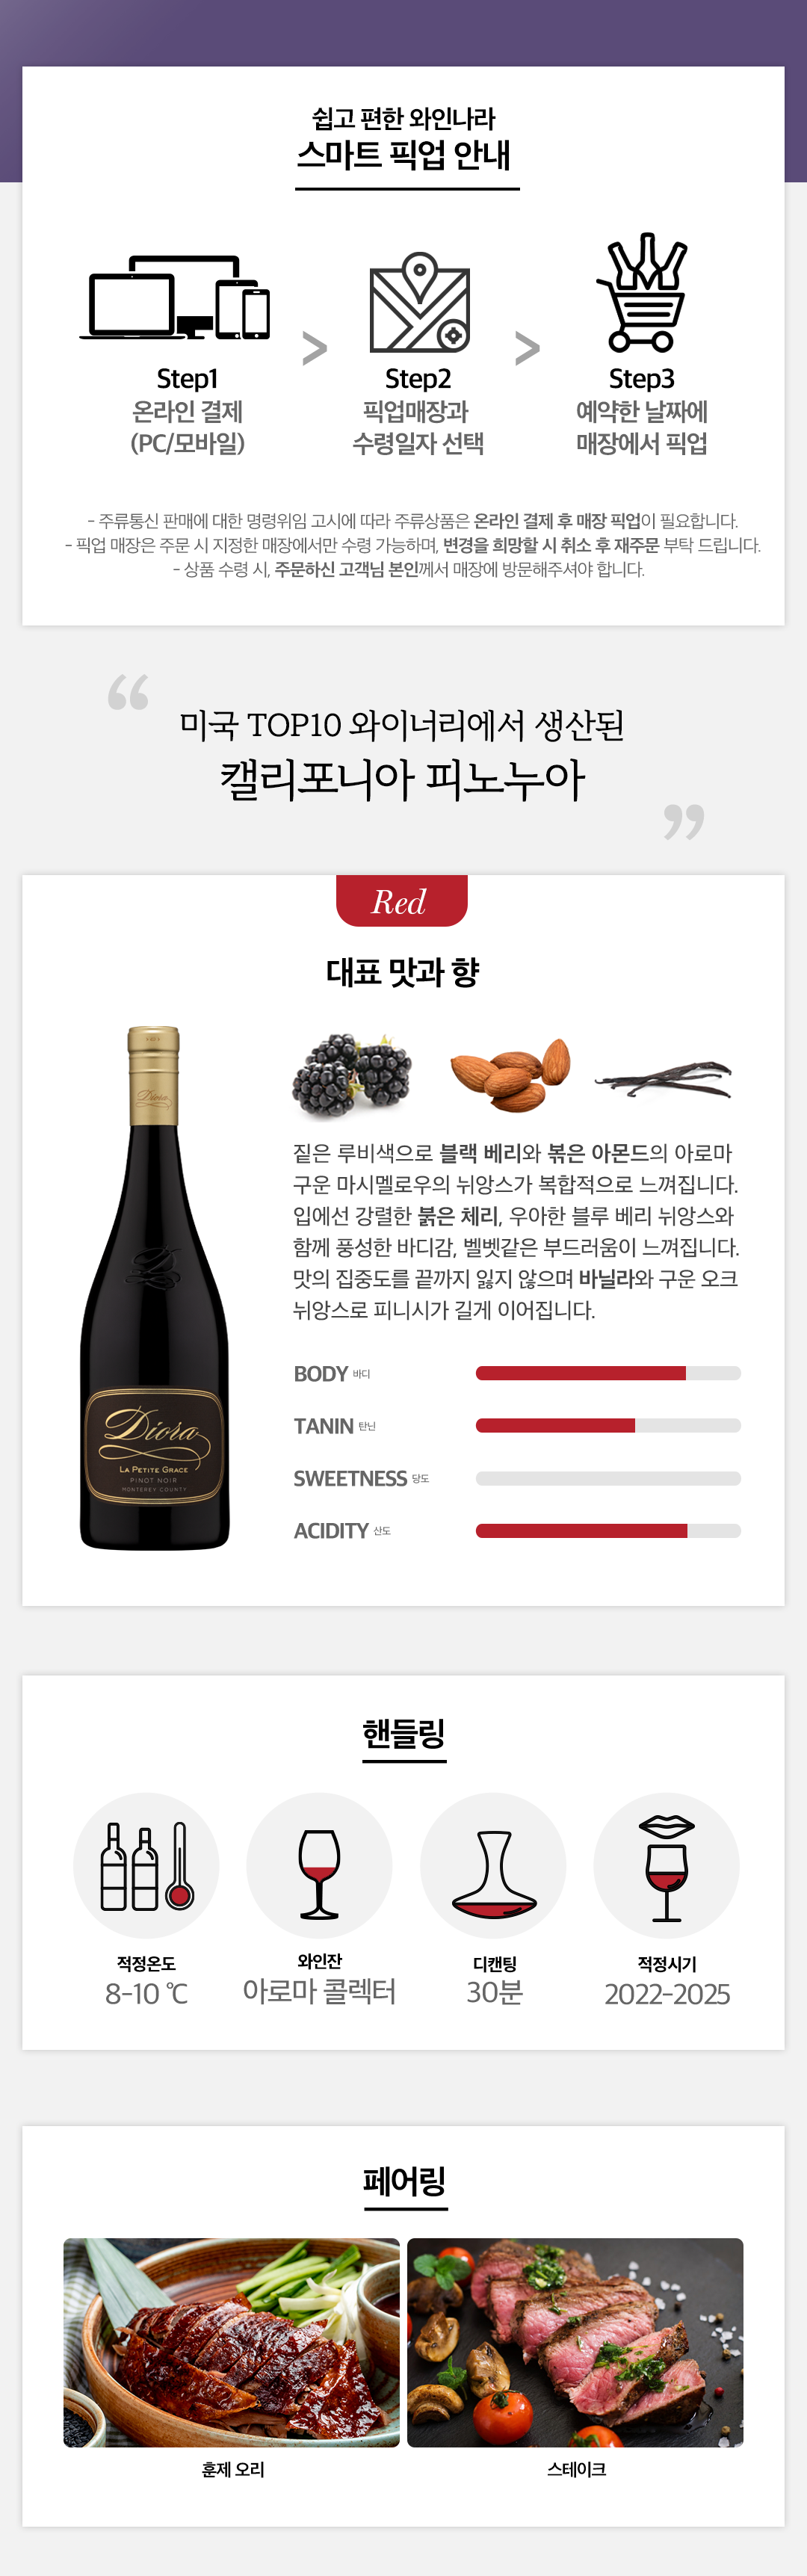 쉽고 편한 와인나라
스마트 픽업 안내
> >
Step1 Step2 Step3
온라인 결제 픽업매장과 예약한 날짜에
(PC/모바일) 수령일자 선택 매장에서 픽업
- 주류통신 판매에 대한 명령위임 고시에 따라 주류상품은 온라인 결제 후 매장 픽업이 필요합니다.
- 픽업 매장은 주문 시 지정한 매장에서만 수령 가능하며, 변경을 희망할 시 취소 후 재주문 부탁 드립니다.
- 상품 수령 시, 주문하신 고객님 본인께서 매장에 방문해주셔야 합니다.
“
미국 TOP10 와이너리에서 생산된
캘리포니아 피노누아
”
Red
대표 맛과 향
Diora
짙은 루비색으로 블랙 베리와 볶은 아몬드의 아로마
구운 마시멜로우의 뉘앙스가 복합적으로 느껴집니다.
입에선 강렬한 붉은 체리, 우아한 블루 베리 뉘앙스와
함께 풍성한 바디감, 벨벳같은 부드러움이 느껴집니다.
맛의 집중도를 끝까지 잃지 않으며 바닐라와 구운 오크
뉘앙스로 피니시가 길게 이어집니다.
BODY 바디
TANIN 탄닌
SWEETNESS 당도
ACIDITY 산도
Diora
LA PETITE GRACE
PINOT NOIR
MONTEREY COUNTY
핸들링
적정온도 와인잔 디캔팅 적정시기
8-10 ℃ 아로마 콜렉터 30분 2022-2025
페어링
훈제 오리 스테이크